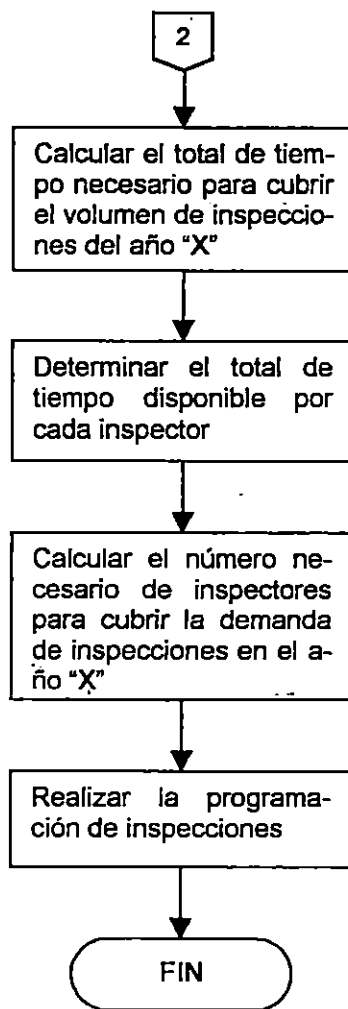 2
Calcular el total de tiem-
po necesario para cubrir
el volumen de inspeccio-
nes del año "X"
Determinar el total de
tiempo disponible por
cada inspector
Calcular el número ne-
cesario de inspectores
para cubrir la demanda
de inspecciones en el a-
ño "X"
Realizar la programa-
ción de inspecciones
FIN